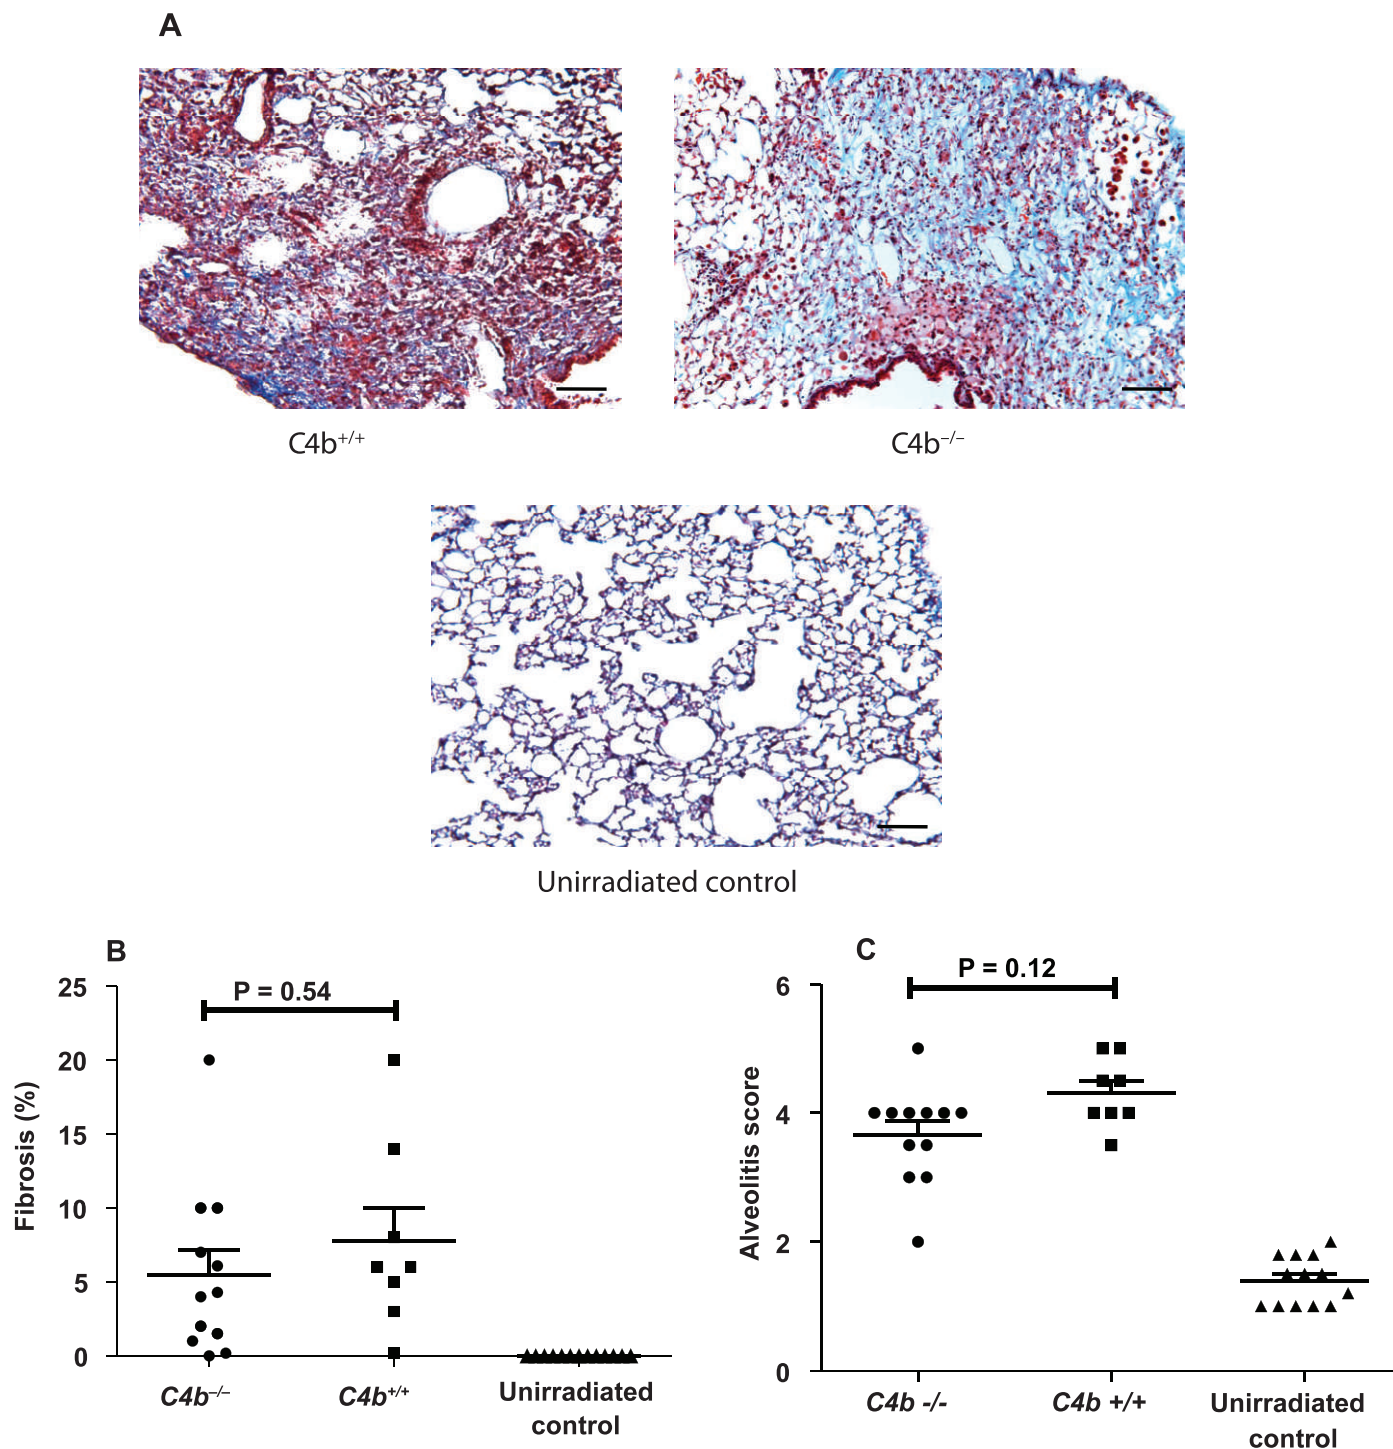 A
C4b+/+
C4b–/–
Unirradiated control
B
P = 0.54
25
20
15
10
5
0
Fibrosis (%)
C4b–/–
C4b+/+
Unirradiated
control
C
P = 0.12
6
4
2
0
Alveolitis score
C4b -/-
C4b +/+
Unirradiated
control